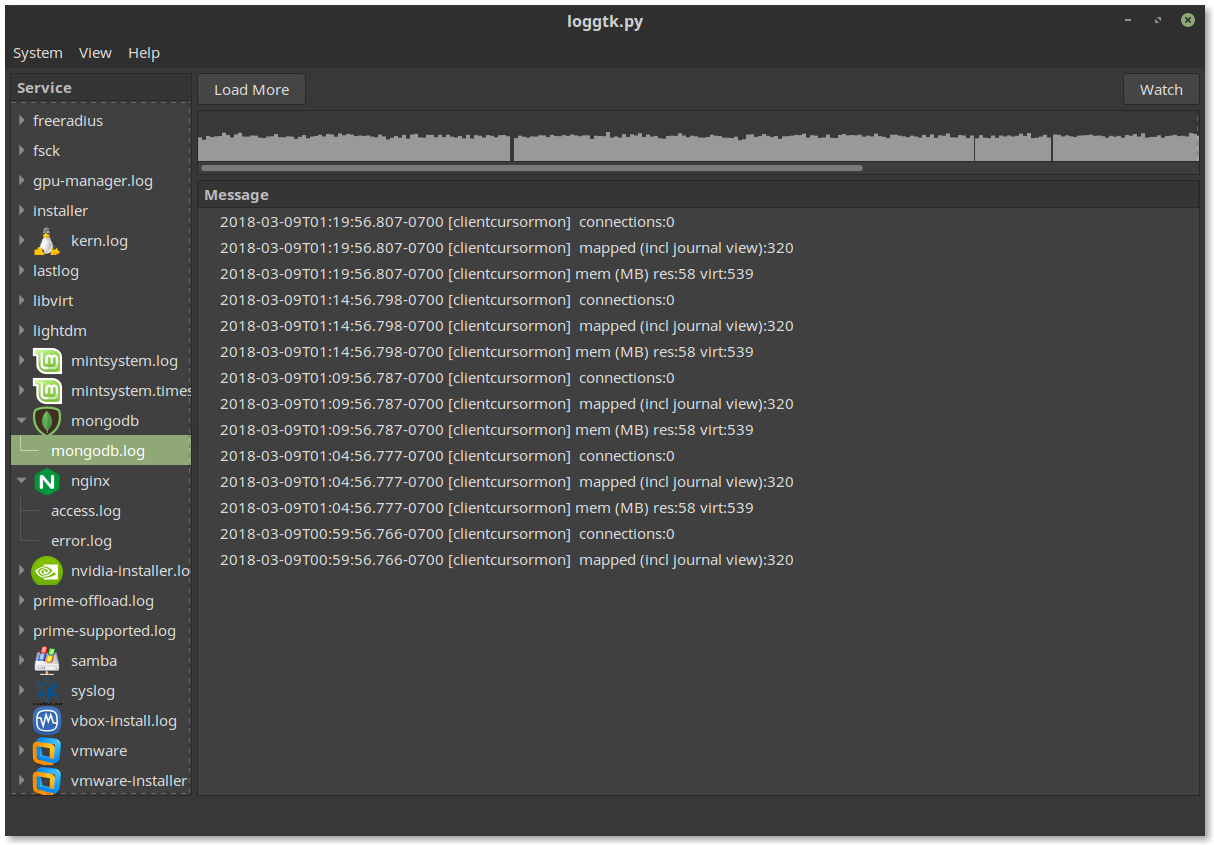 loggtk.py
System View Help
Service
freeradius
fsck
gpu-manager.log
installer
kern.log
lastlog
libvirt
lightdm
mintsystem.log
mintsystem.times
mongodb
mongodb.log
nginx
access.log
error.log
nvidia-installer.lo
prime-offload.log
prime-supported.log
samba
syslog
vbox-install.log
vmware
vmware-installer
Load More
Watch
Message
2018-03-09T01:19:56.807-0700 [clientcursormon]  connections:0
2018-03-09T01:19:56.807-0700 [clientcursormon]  mapped (incl journal view):320
2018-03-09T01:19:56.807-0700 [clientcursormon] mem (MB) res:58 virt:539
2018-03-09T01:14:56.798-0700 [clientcursormon]  connections:0
2018-03-09T01:14:56.798-0700 [clientcursormon]  mapped (incl journal view):320
2018-03-09T01:14:56.798-0700 [clientcursormon] mem (MB) res:58 virt:539
2018-03-09T01:09:56.787-0700 [clientcursormon]  connections:0
2018-03-09T01:09:56.787-0700 [clientcursormon]  mapped (incl journal view):320
2018-03-09T01:09:56.787-0700 [clientcursormon] mem (MB) res:58 virt:539
2018-03-09T01:04:56.777-0700 [clientcursormon]  connections:0
2018-03-09T01:04:56.777-0700 [clientcursormon]  mapped (incl journal view):320
2018-03-09T01:04:56.777-0700 [clientcursormon] mem (MB) res:58 virt:539
2018-03-09T00:59:56.766-0700 [clientcursormon]  connections:0
2018-03-09T00:59:56.766-0700 [clientcursormon]  mapped (incl journal view):320